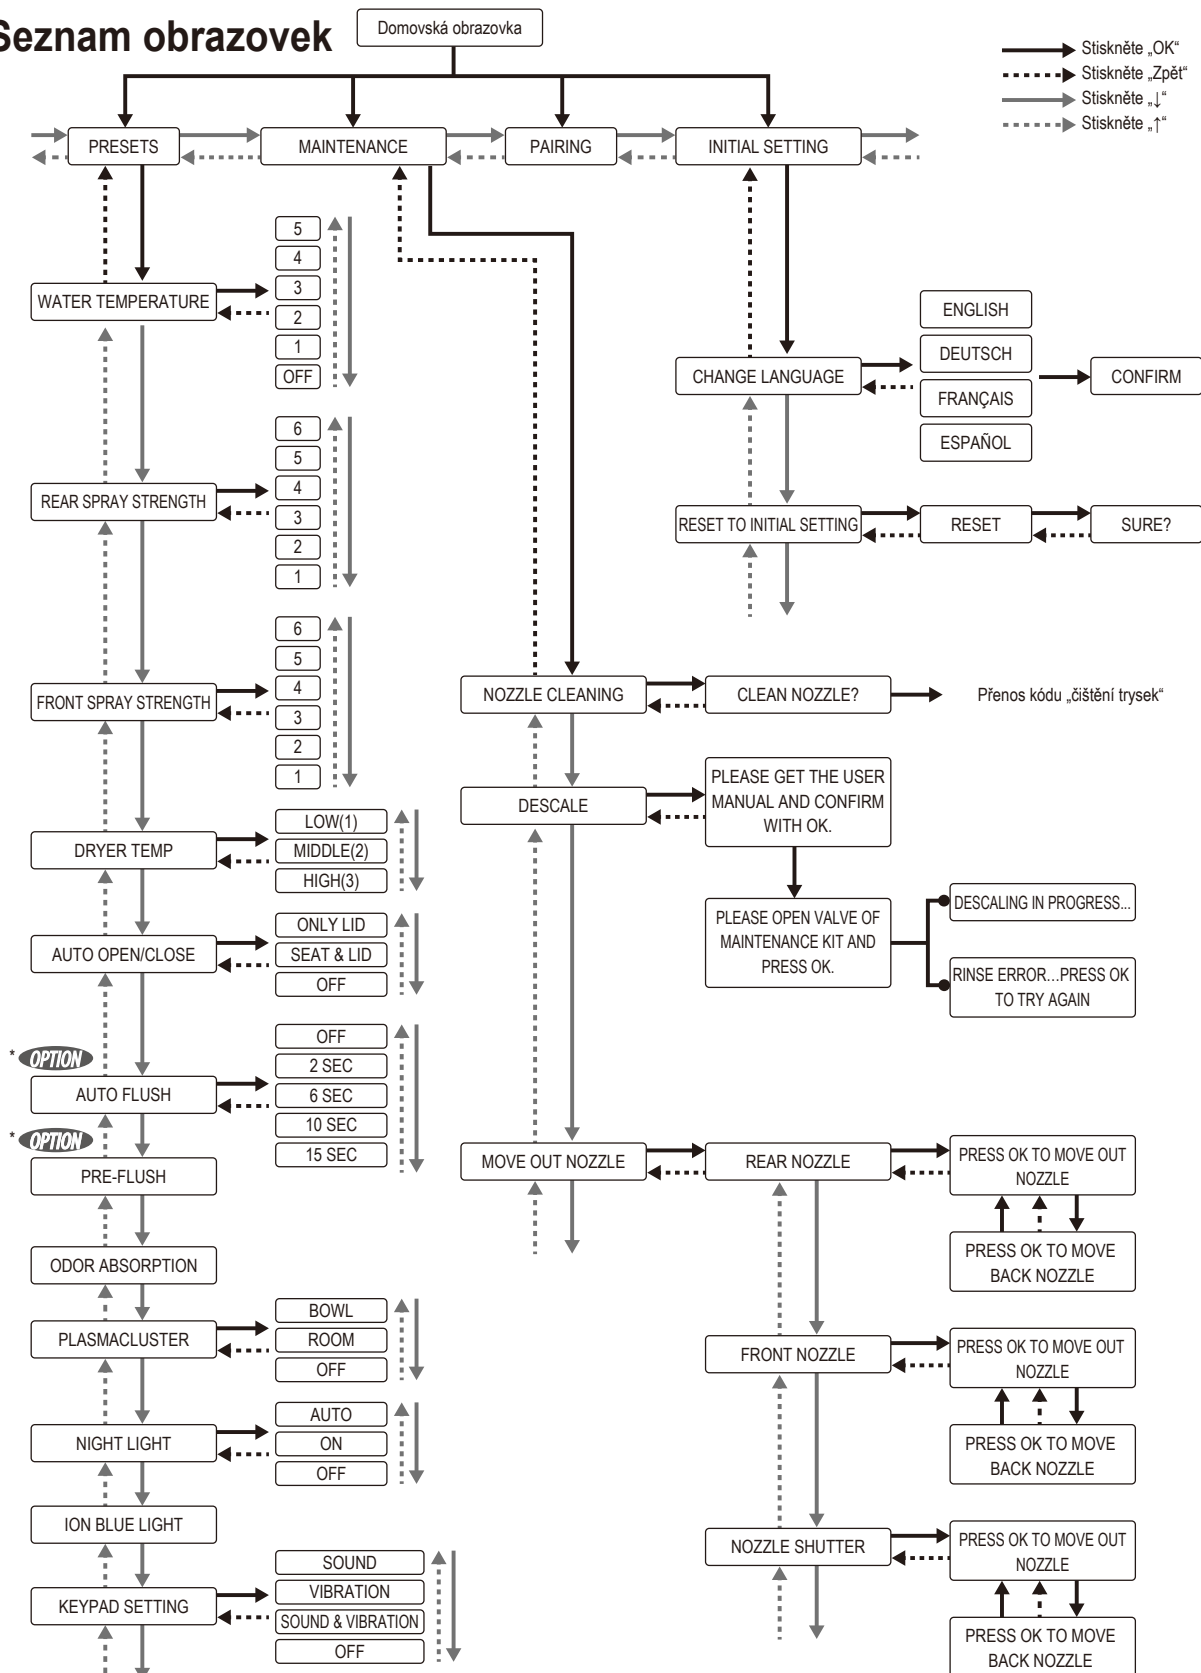 Seznam obrazovek
Domovská obrazovka
Stiskněte „OK“
Stiskněte „Zpět“
Stiskněte „↓“
Stiskněte „↑“
PRESETS
MAINTENANCE
PAIRING
INITIAL SETTING
WATER TEMPERATURE
5
4
3
2
1
OFF
REAR SPRAY STRENGTH
6
5
4
3
2
1
FRONT SPRAY STRENGTH
6
5
4
3
2
1
DRYER TEMP
LOW(1)
MIDDLE(2)
HIGH(3)
AUTO OPEN/CLOSE
ONLY LID
SEAT & LID
OFF
* OPTION
AUTO FLUSH
OFF
2 SEC
6 SEC
10 SEC
15 SEC
* OPTION
PRE-FLUSH
ODOR ABSORPTION
PLASMACLUSTER
BOWL
ROOM
OFF
NIGHT LIGHT
AUTO
ON
OFF
ION BLUE LIGHT
KEYPAD SETTING
SOUND
VIBRATION
SOUND & VIBRATION
OFF
NOZZLE CLEANING
CLEAN NOZZLE?
Přenos kódu „čištění trysek“
DESCALE
PLEASE GET THE USER
MANUAL AND CONFIRM
WITH OK.
PLEASE OPEN VALVE OF
MAINTENANCE KIT AND
PRESS OK.
DESCALING IN PROGRESS...
RINSE ERROR...PRESS OK
TO TRY AGAIN
MOVE OUT NOZZLE
REAR NOZZLE
PRESS OK TO MOVE OUT
NOZZLE
PRESS OK TO MOVE
BACK NOZZLE
FRONT NOZZLE
PRESS OK TO MOVE OUT
NOZZLE
PRESS OK TO MOVE
BACK NOZZLE
NOZZLE SHUTTER
PRESS OK TO MOVE OUT
NOZZLE
PRESS OK TO MOVE
BACK NOZZLE
CHANGE LANGUAGE
ENGLISH
DEUTSCH
FRANÇAIS
ESPAÑOL
CONFIRM
RESET TO INITIAL SETTING
RESET
SURE?